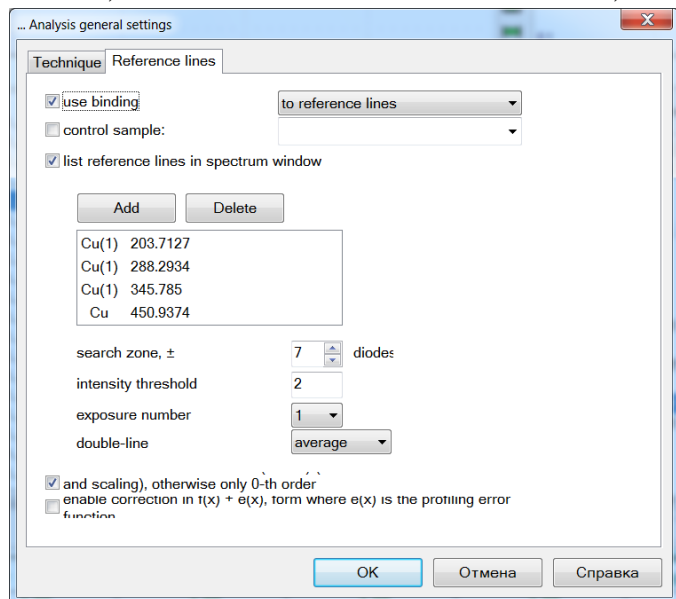 ... Analysis general settings
Technique Reference lines
use binding to reference lines
control sample:
list reference lines in spectrum window
Add Delete
Cu(1) 203.7127
Cu(1) 288.2934
Cu(1) 345.785
Cu 450.9374
search zone, ± 7 diodes
intensity threshold 2
exposure number 1
double-line average
and scaling), otherwise only 0-th order
enable correction in f(x) + e(x), form where e(x) is the profiling error
function
OK Отмена Справка